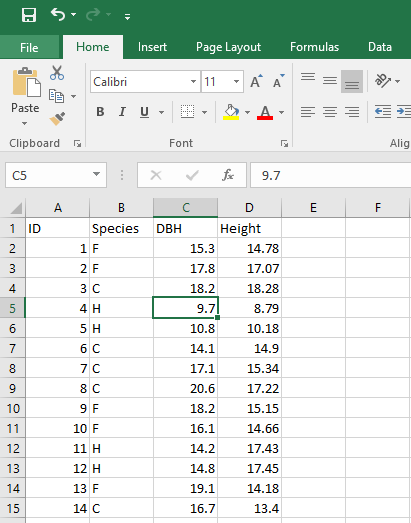 File Home Insert Page Layout Formulas Data
Calibri 11 A A
Paste B I U A
Clipboard Font Alig
C5 fx 9.7
A B C D E F
1 ID Species DBH Height
2 1 F 15.3 14.78
3 2 F 17.8 17.07
4 3 C 18.2 18.28
5 4 H 9.7 8.79
6 5 H 10.8 10.18
7 6 C 14.1 14.9
8 7 C 17.1 15.34
9 8 C 20.6 17.22
10 9 F 18.2 15.15
11 10 F 16.1 14.66
12 11 H 14.2 17.43
13 12 H 14.8 17.45
14 13 F 19.1 14.18
15 14 C 16.7 13.4